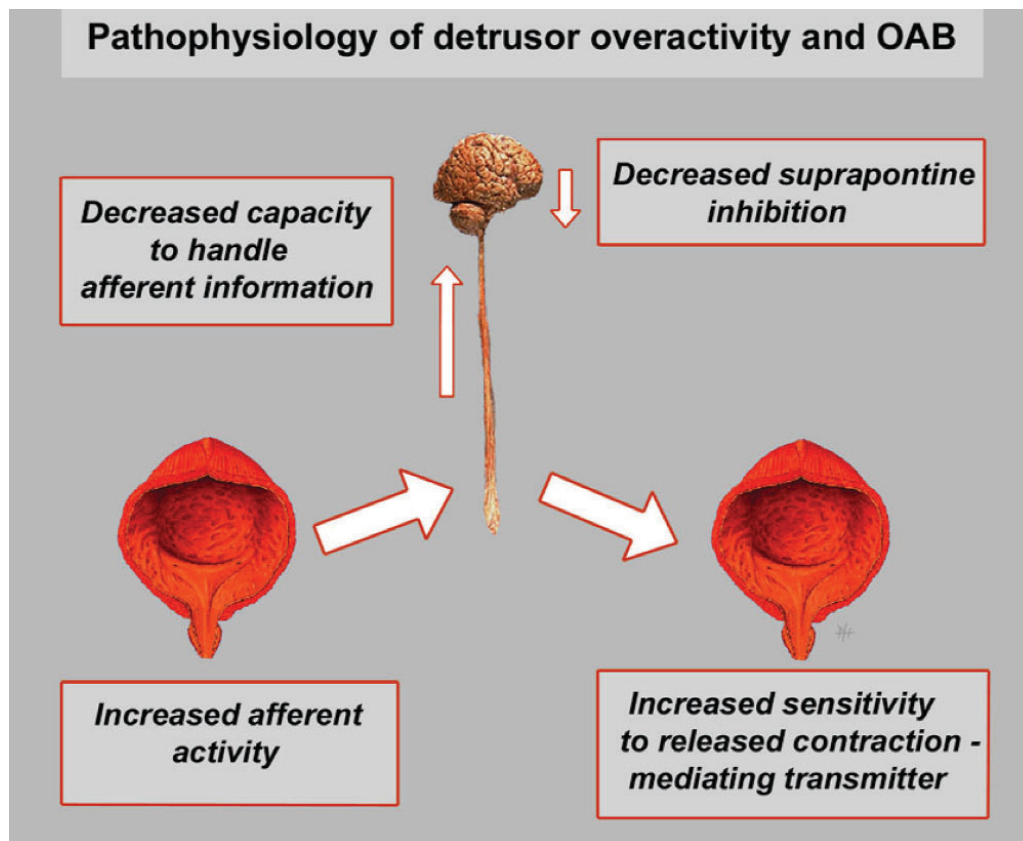 Pathophysiology of detrusor overactivity and OAB
Decreased suprapontine
inhibition
Decreased capacity
to handle
afferent information
Increased afferent
activity
Increased sensitivity
to released contraction -
mediating transmitter